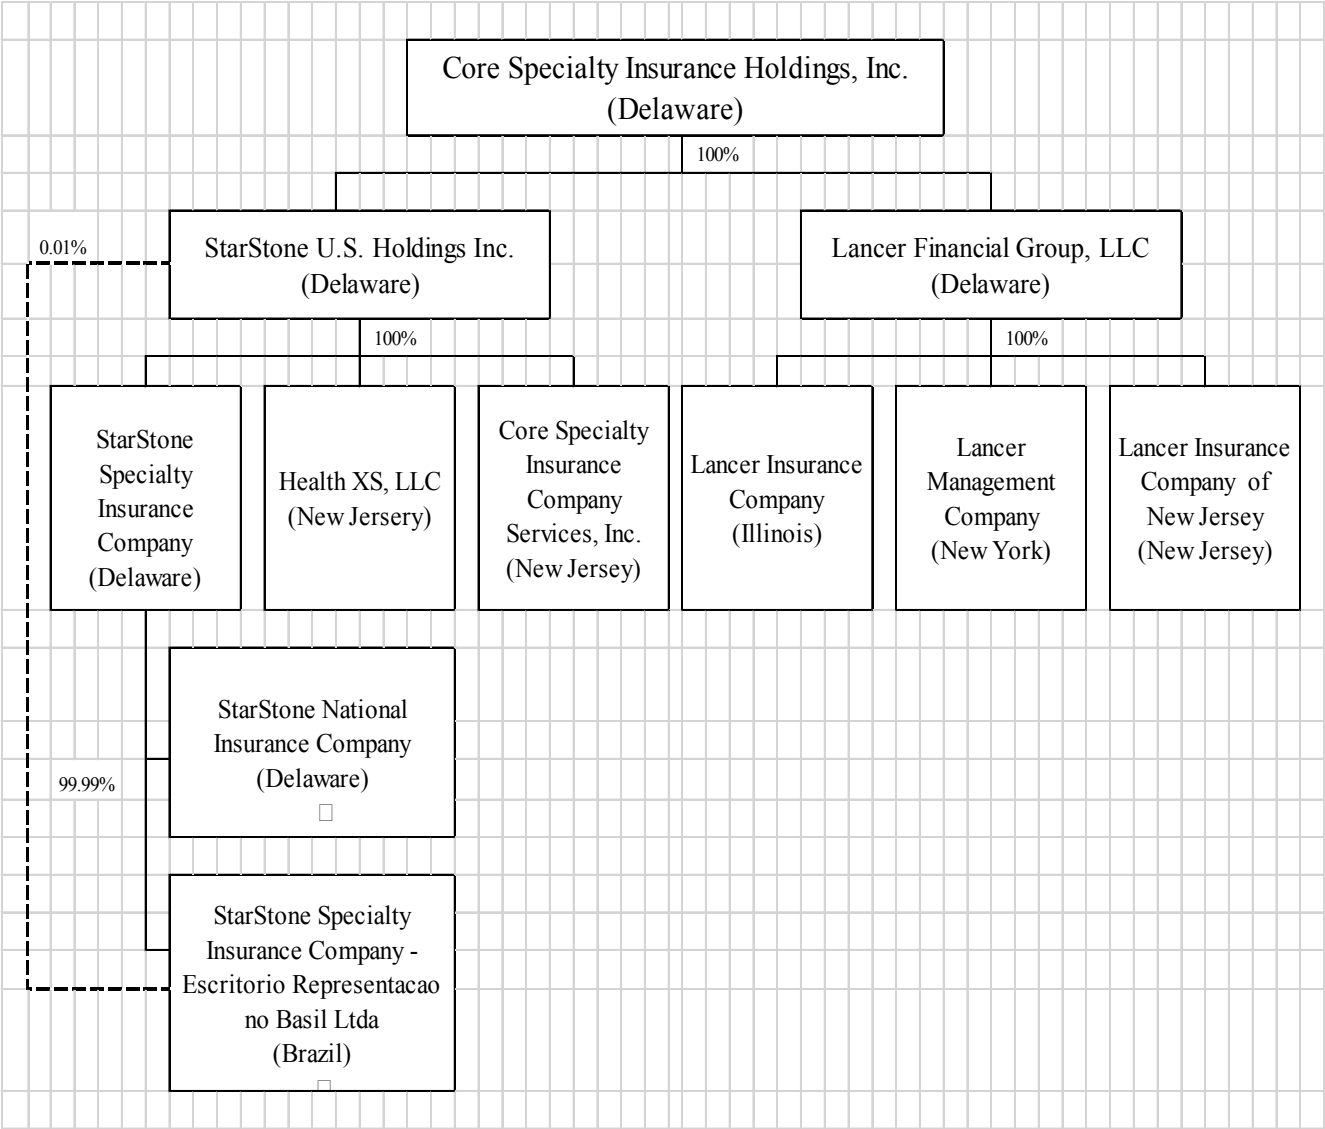 Core Specialty Insurance Holdings, Inc.
(Delaware)
100%
0.01%
StarStone U.S. Holdings Inc.
(Delaware)
Lancer Financial Group, LLC
(Delaware)
100%
100%
StarStone
Specialty
Insurance
Company
(Delaware)
Health XS, LLC
(New Jersery)
Core Specialty
Insurance
Company
Services, Inc.
(New Jersey)
Lancer Insurance
Company
(Illinois)
Lancer
Management
Company
(New York)
Lancer Insurance
Company of
New Jersey
(New Jersey)
StarStone National
Insurance Company
(Delaware)
99.99%
StarStone Specialty
Insurance Company -
Escritorio Representacao
no Basil Ltda
(Brazil)